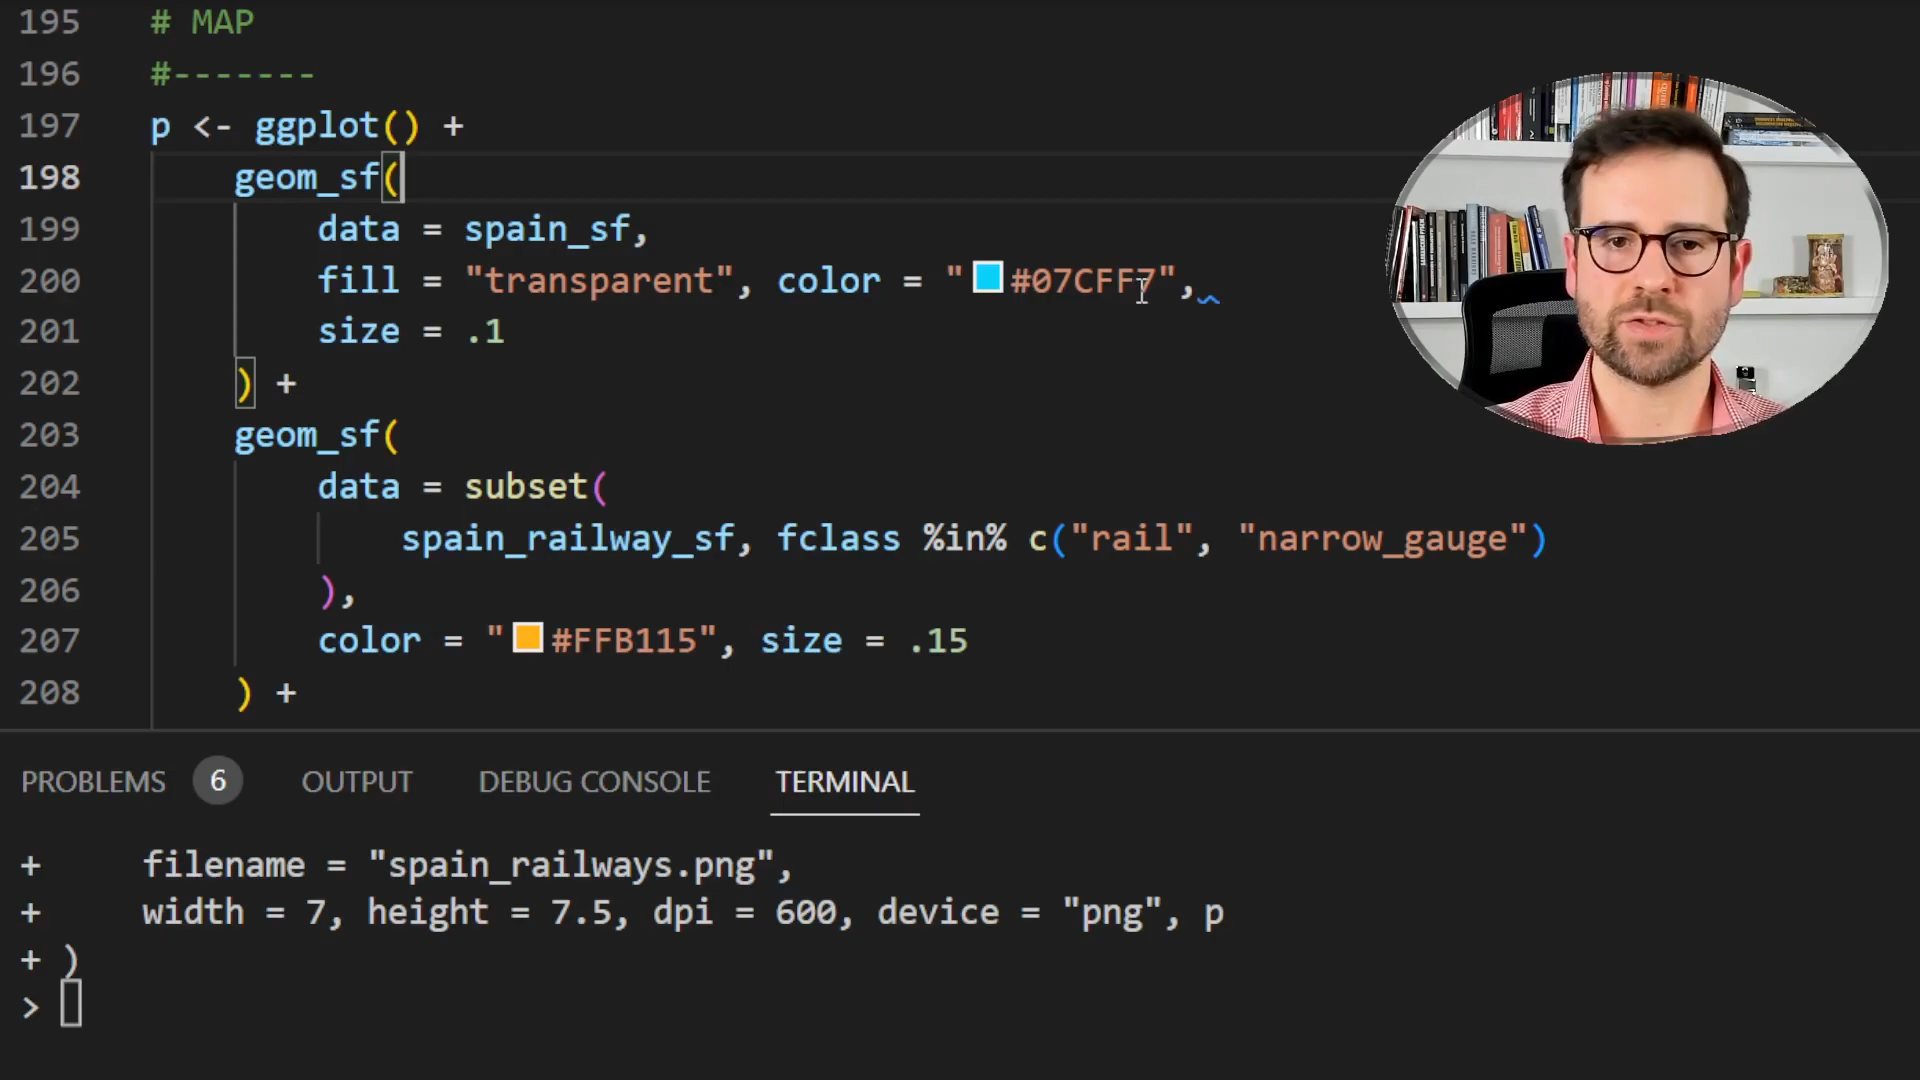 195 # MAP
196 #-------
197 p <- ggplot() +
198 geom_sf(
199 data = spain_sf,
200 fill = "transparent", color = "#07CFF7",
201 size = .1
202 ) +
203 geom_sf(
204 data = subset(
205 spain_railway_sf, fclass %in% c("rail", "narrow_gauge")
206 ),
207 color = "#FFB115", size = .15
208 ) +
PROBLEMS 6 OUTPUT DEBUG CONSOLE TERMINAL
+ filename = "spain_railways.png",
+ width = 7, height = 7.5, dpi = 600, device = "png", p
+ )
>